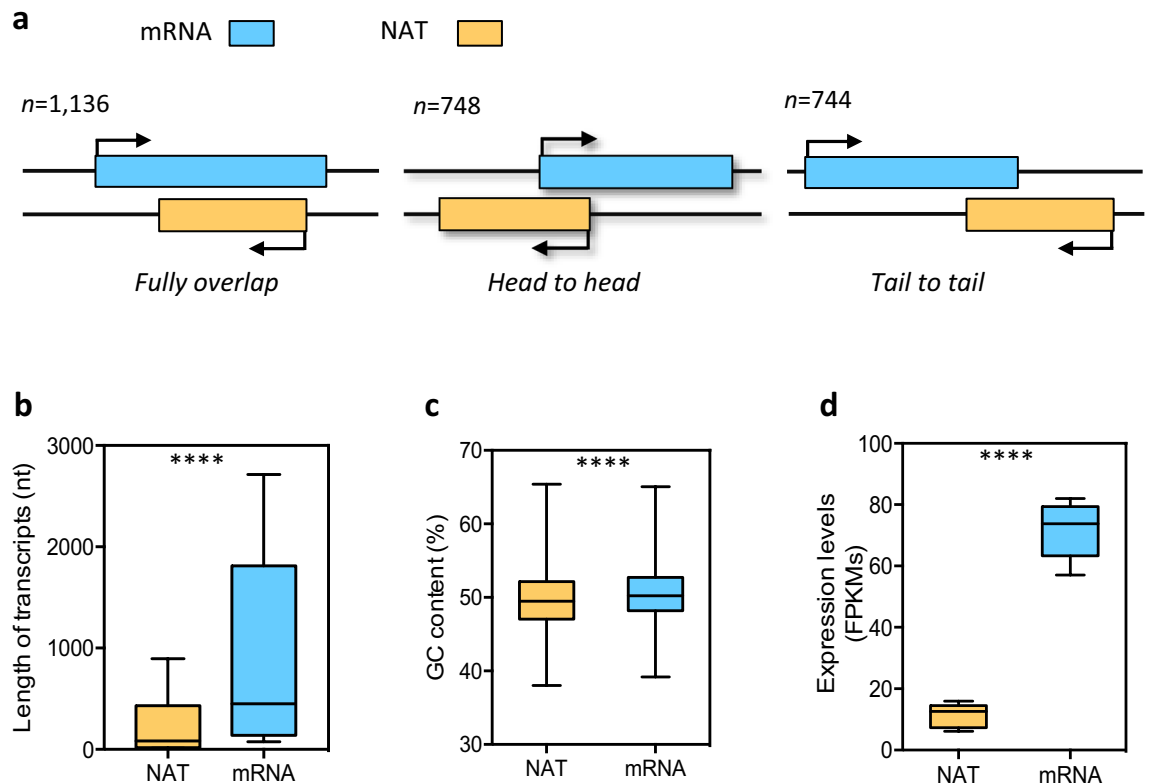 a
mRNA
NAT
n=1,136
n=748
n=744
Fully overlap
Head to head
Tail to tail
b
Length of transcripts (nt)
3000
2000
1000
0
****
NAT
mRNA
c
GC content (%)
70
60
50
40
30
****
NAT
mRNA
d
Expression levels
(FPKMs)
100
80
60
40
20
0
****
NAT
mRNA